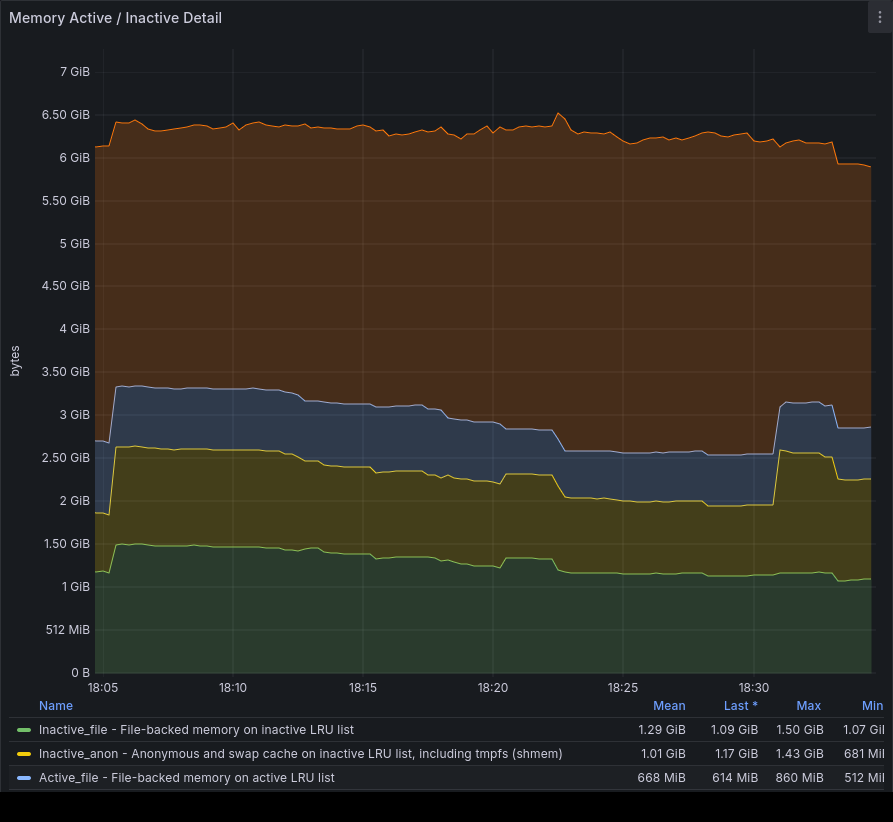 Memory Active / Inactive Detail
7 GiB
6.50 GiB
6 GiB
5.50 GiB
5 GiB
4.50 GiB
4 GiB
3.50 GiB
3 GiB
2.50 GiB
2 GiB
1.50 GiB
1 GiB
512 MiB
0 B
bytes
18:05 18:10 18:15 18:20 18:25 18:30
Name Mean Last * Max Min
Inactive_file - File-backed memory on inactive LRU list 1.29 GiB 1.09 GiB 1.50 GiB 1.07 GiB
Inactive_anon - Anonymous and swap cache on inactive LRU list, including tmpfs (shmem) 1.01 GiB 1.17 GiB 1.43 GiB 681 MiB
Active_file - File-backed memory on active LRU list 668 MiB 614 MiB 860 MiB 512 MiB